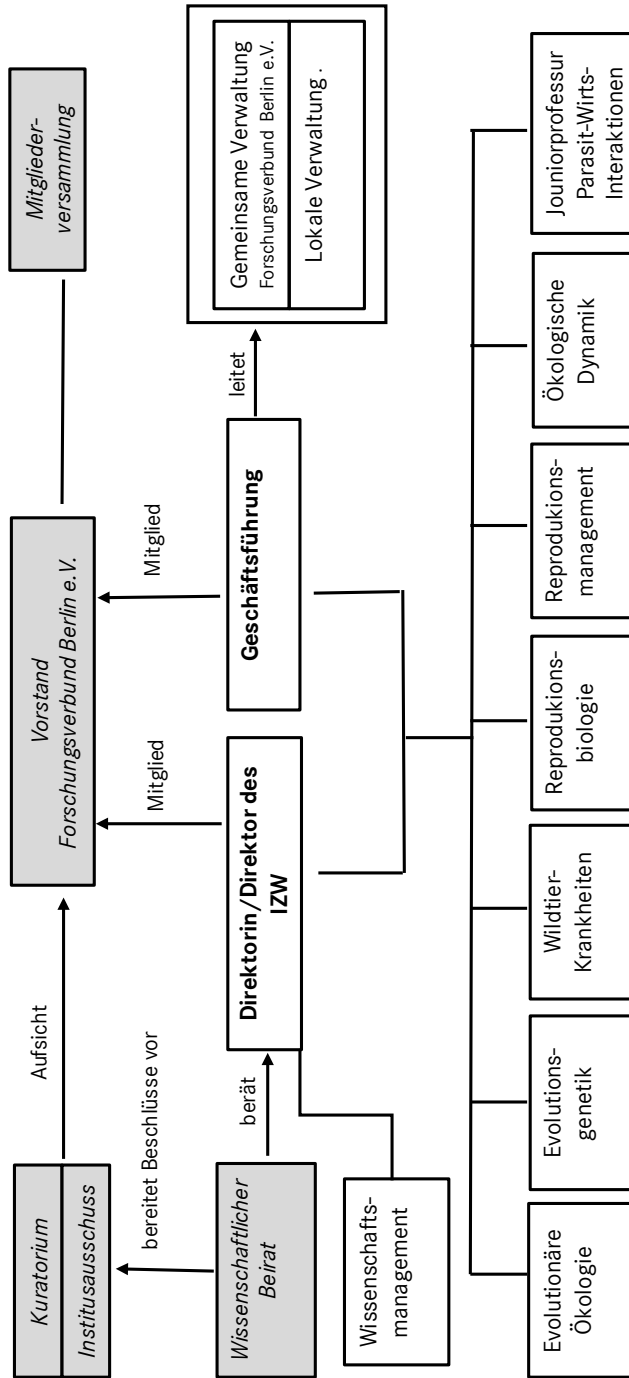 Kuratorium
Institusausschuss
Aufsicht
Vorstand
Forschungsverbund Berlin e.V.
Mitglieder-
versammlung
bereitet Beschlüsse vor
Mitglied
Mitglied
Wissenschaftlicher
Beirat
berät
Direktorin/Direktor des
IZW
Geschäftsführung
leitet
Gemeinsame Verwaltung
Forschungsverbund Berlin e.V.
Lokale Verwaltung .
Wissenschafts-
management
Evolutionäre
Ökologie
Evolutions-
genetik
Wildtier-
Krankheiten
Reprodukions-
biologie
Reprodukions-
management
Ökologische
Dynamik
Jouniorprofessur
Parasit-Wirts-
Interaktionen